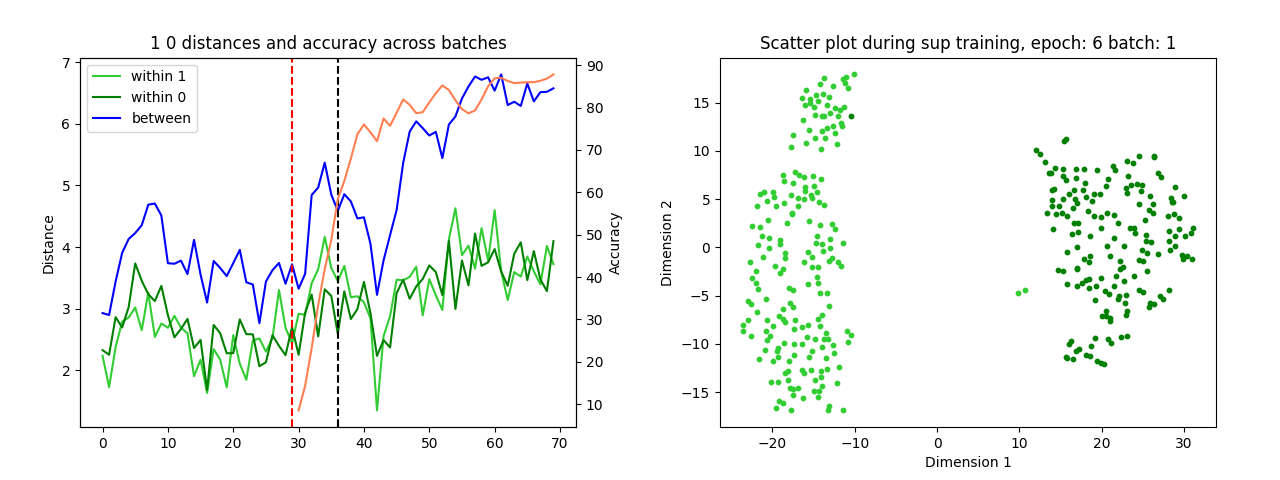 1 0 distances and accuracy across batches
within 1
within 0
between
Distance
7
6
5
4
3
2
0 10 20 30 40 50 60 70
Accuracy
90
80
70
60
50
40
30
20
10
Scatter plot during sup training, epoch: 6 batch: 1
Dimension 2
15
10
5
0
−5
−10
−15
−20 −10 0 10 20 30
Dimension 1